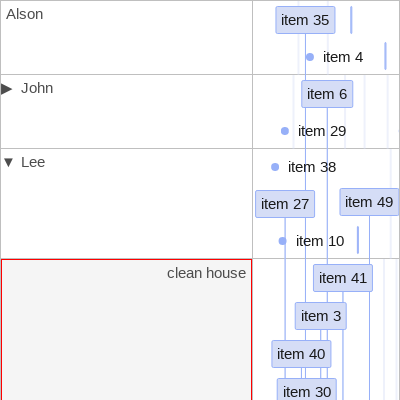 Alson
item 35
item 4
▶ John
item 6
item 29
▼ Lee
item 38
item 27
item 49
item 10
clean house
item 41
item 3
item 40
item 30